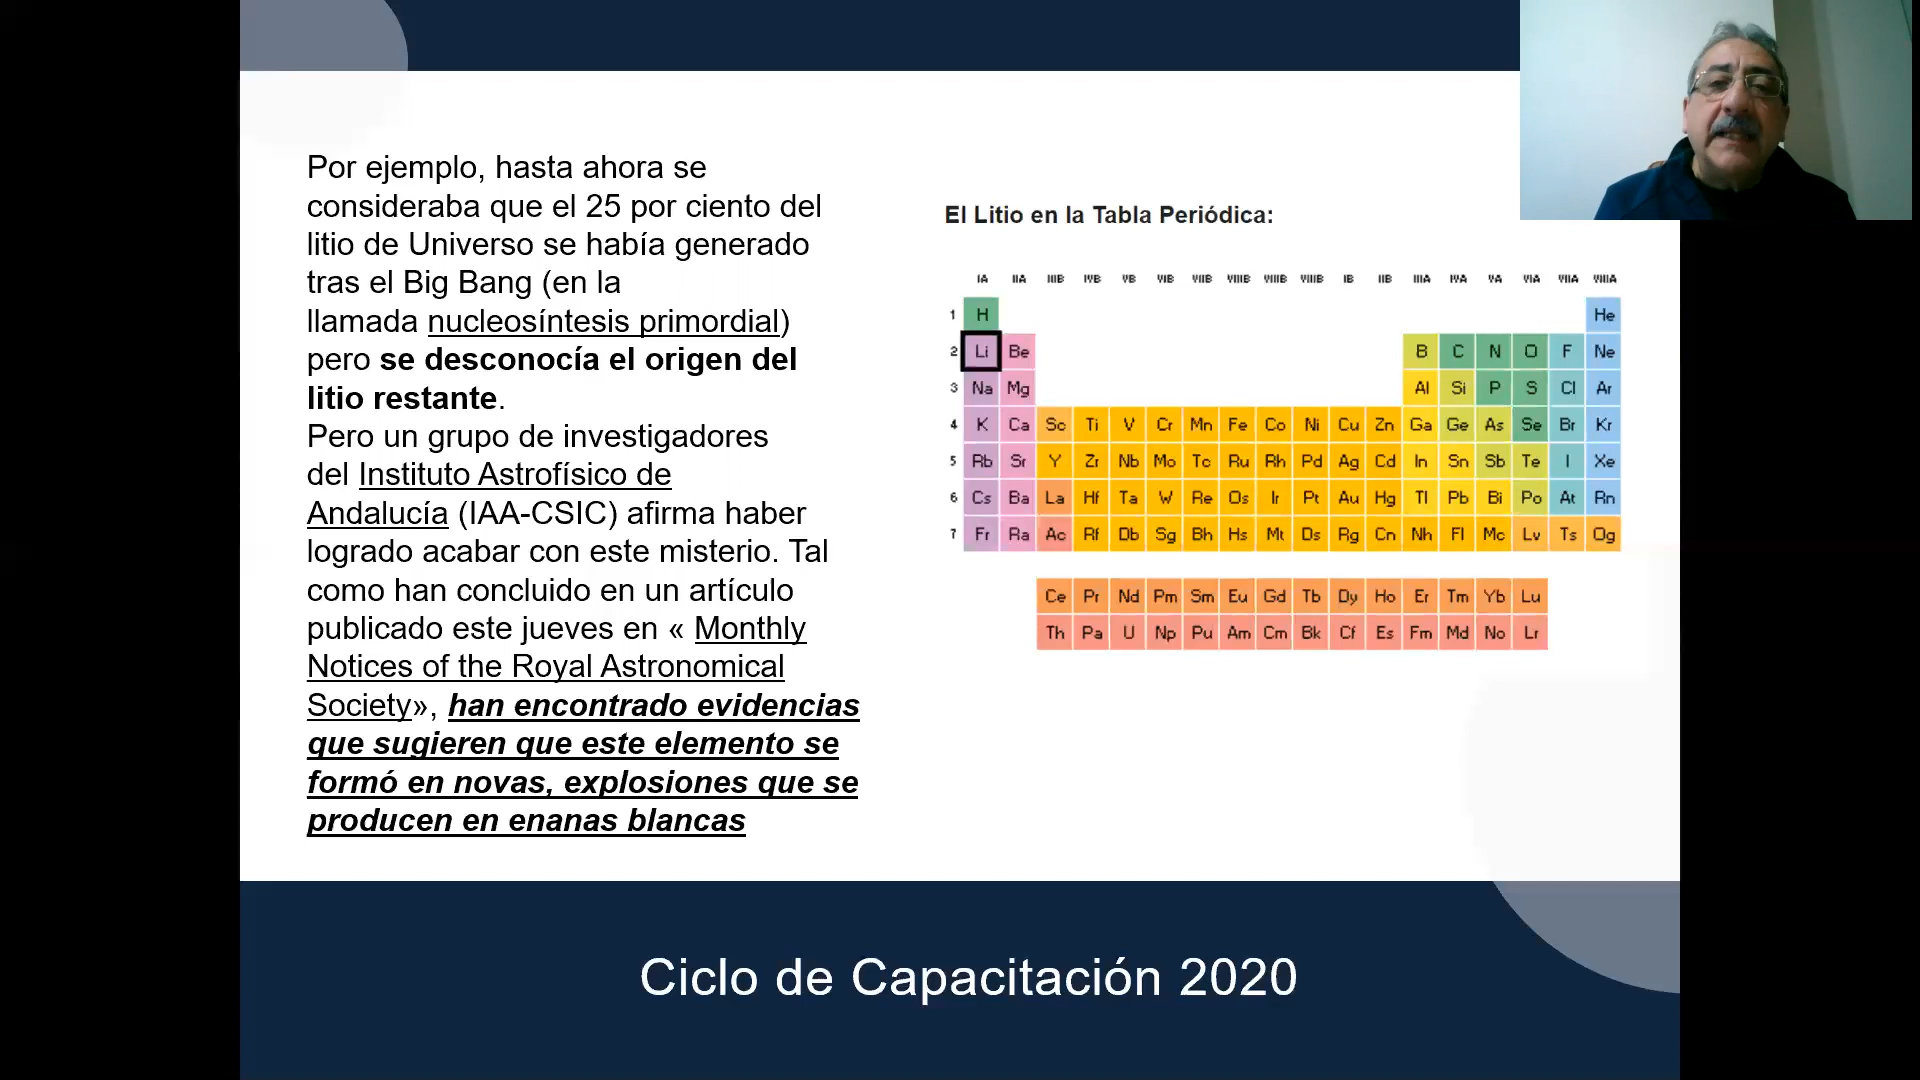 Por ejemplo, hasta ahora se
consideraba que el 25 por ciento del
litio de Universo se había generado
tras el Big Bang (en la
llamada nucleosíntesis primordial)
pero se desconocía el origen del
litio restante.
Pero un grupo de investigadores
del Instituto Astrofísico de
Andalucía (IAA-CSIC) afirma haber
logrado acabar con este misterio. Tal
como han concluido en un artículo
publicado este jueves en « Monthly
Notices of the Royal Astronomical
Society», han encontrado evidencias
que sugieren que este elemento se
formó en novas, explosiones que se
producen en enanas blancas
El Litio en la Tabla Periódica:
IA IIA IIIB IVB VB VIB VIIB VIIIB VIIIB VIIIB IB IIB IIIA IVA VA VIA VIIA VIIIA
1 H He
2 Li Be B C N O F Ne
3 Na Mg Al Si P S Cl Ar
4 K Ca Sc Ti V Cr Mn Fe Co Ni Cu Zn Ga Ge As Se Br Kr
5 Rb Sr Y Zr Nb Mo Tc Ru Rh Pd Ag Cd In Sn Sb Te I Xe
6 Cs Ba La Hf Ta W Re Os Ir Pt Au Hg Tl Pb Bi Po At Rn
7 Fr Ra Ac Rf Db Sg Bh Hs Mt Ds Rg Cn Nh Fl Mc Lv Ts Og
Ce Pr Nd Pm Sm Eu Gd Tb Dy Ho Er Tm Yb Lu
Th Pa U Np Pu Am Cm Bk Cf Es Fm Md No Lr
Ciclo de Capacitación 2020